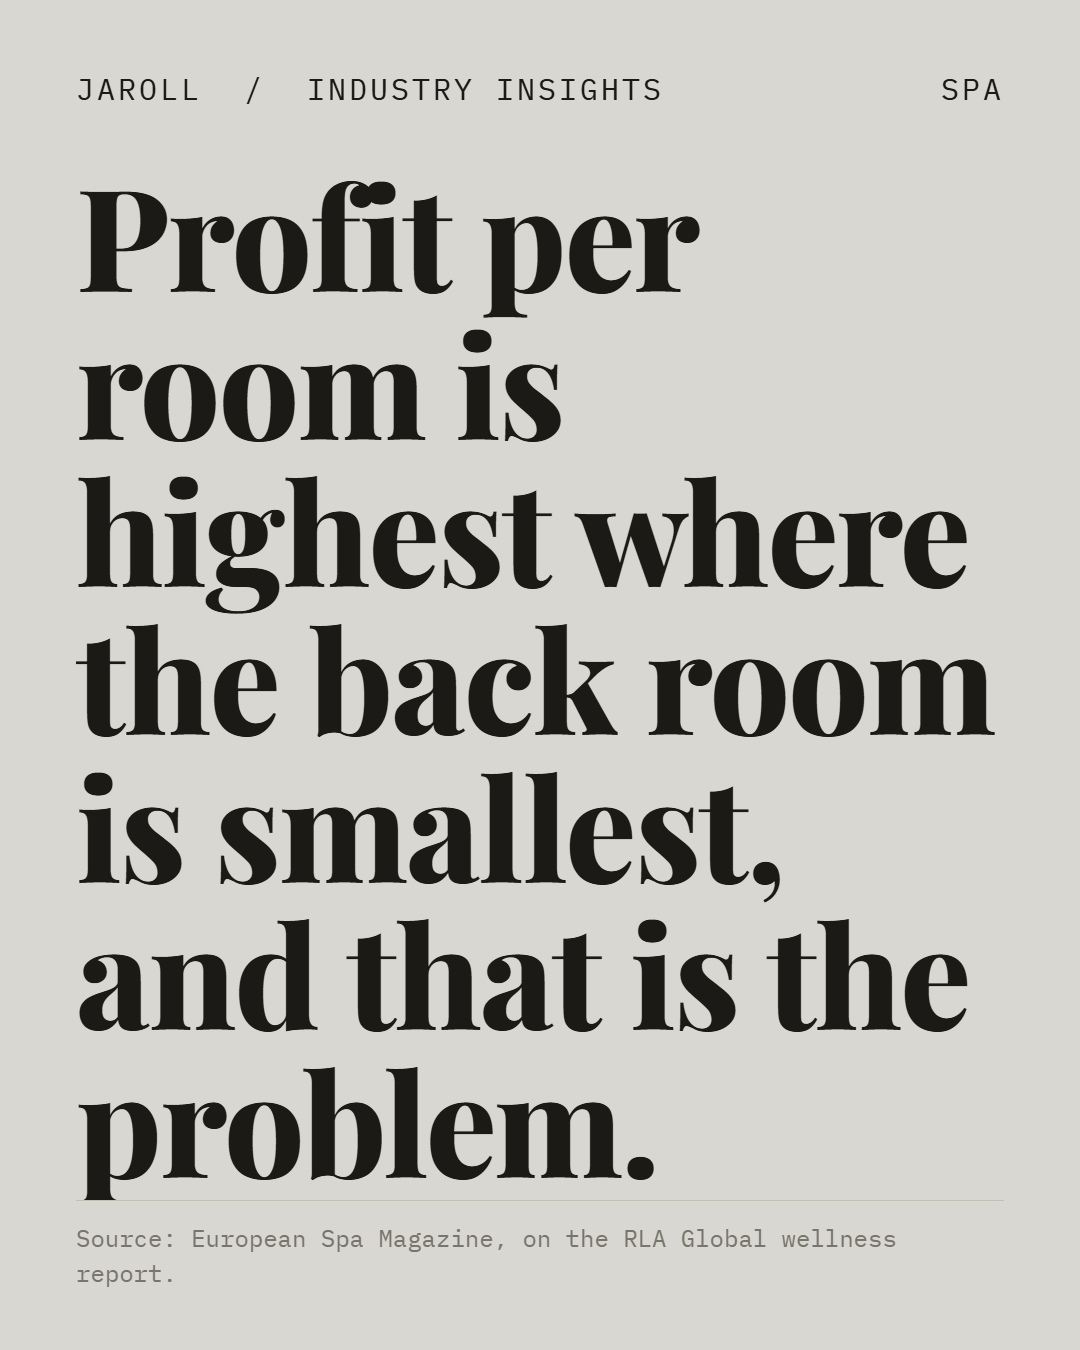 JAROLL / INDUSTRY INSIGHTS SPA
Profit per
room is
highest where
the back room
is smallest,
and that is the
problem.
Source: European Spa Magazine, on the RLA Global wellness
report.